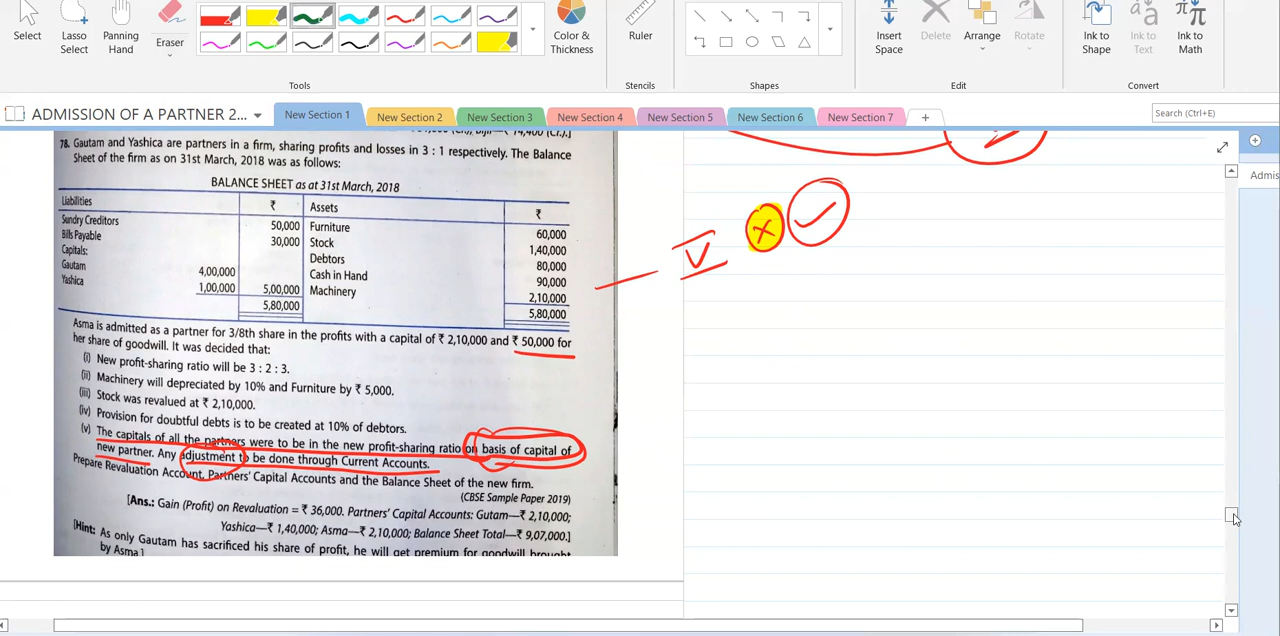 Select
Lasso Select
Panning Hand
Eraser
Color & Thickness
Ruler
Insert Space
Delete
Arrange
Rotate
Ink to Shape
Ink to Text
Ink to Math
Tools
Stencils
Shapes
Edit
Convert
ADMISSION OF A PARTNER 2...
New Section 1
New Section 2
New Section 3
New Section 4
New Section 5
New Section 6
New Section 7
+
Search (Ctrl+E)
Admis
78. Gautam and Yashica are partners in a firm, sharing profits and losses in 3 : 1 respectively. The Balance
Sheet of the firm as on 31st March, 2018 was as follows:
BALANCE SHEET as at 31st March, 2018
Liabilities ₹ Assets ₹
Sundry Creditors 50,000 Furniture 60,000
Bills Payable 30,000 Stock 1,40,000
Capitals: Debtors 80,000
Gautam 4,00,000 Cash in Hand 90,000
Yashica 1,00,000 5,00,000 Machinery 2,10,000
5,80,000 5,80,000
Asma is admitted as a partner for 3/8th share in the profits with a capital of ₹ 2,10,000 and ₹ 50,000 for
her share of goodwill. It was decided that:
(i) New profit-sharing ratio will be 3 : 2 : 3.
(ii) Machinery will depreciated by 10% and Furniture by ₹ 5,000.
(iii) Stock was revalued at ₹ 2,10,000.
(iv) Provision for doubtful debts is to be created at 10% of debtors.
(v) The capitals of all the partners were to be in the new profit-sharing ratio on basis of capital of
new partner. Any adjustment to be done through Current Accounts.
Prepare Revaluation Account, Partners' Capital Accounts and the Balance Sheet of the new firm.
(CBSE Sample Paper 2019)
[Ans.: Gain (Profit) on Revaluation = ₹ 36,000. Partners' Capital Accounts: Gutam—₹ 2,10,000;
Yashica—₹ 1,40,000; Asma—₹ 2,10,000; Balance Sheet Total—₹ 9,07,000.]
[Hint: As only Gautam has sacrificed his share of profit, he will get premium for goodwill brought
by Asma.]
V